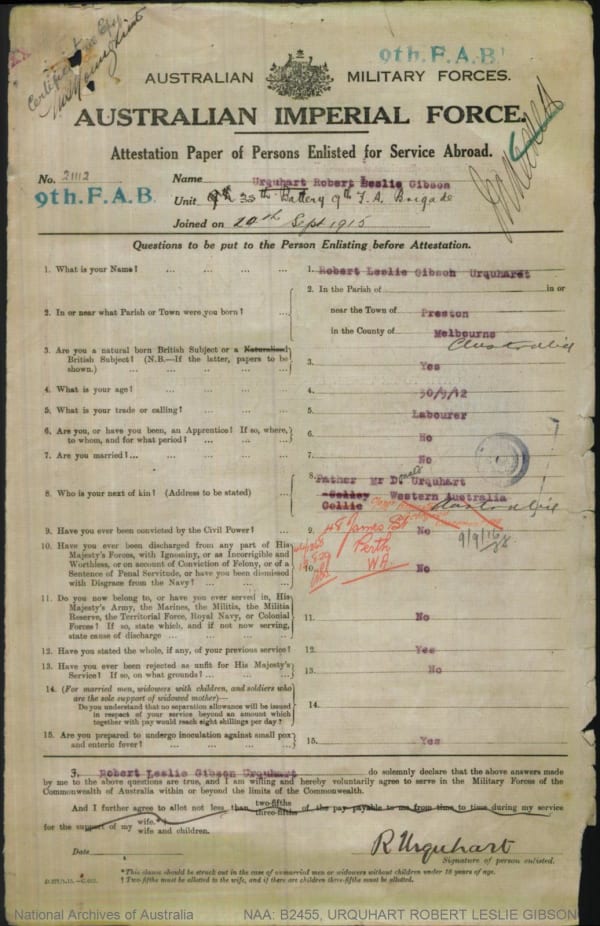 Certified
9th. F.A.B.
AUSTRALIAN MILITARY FORCES.
AUSTRALIAN IMPERIAL FORCE.
Attestation Paper of Persons Enlisted for Service Abroad.
No. 21112 Name Urquhart Robert Leslie Gibson
9th. F.A.B. Unit 35th Battery 9th F.A. Brigade
Joined on 20th Sept 1915
Questions to be put to the Person Enlisting before Attestation.
1. What is your Name? ... ... ... ... 1. Robert Leslie Gibson Urquharst
2. In or near what Parish or Town were you born? ... 2. In the Parish of in or
near the Town of Preston
in the County of Melbourne
Australia
3. Are you a natural born British Subject or a Naturalised
British Subject? (N.B.—If the latter, papers to be
shown.) ... ... ... ... 3. Yes
4. What is your age? ... ... ... ... 4. 30/9/12
5. What is your trade or calling? ... ... ... 5. Labourer
6. Are you, or have you been, an Apprentice? If so, where,
to whom, and for what period? ... ... ... 6. No
7. Are you married?... ... ... ... 7. No
8. Who is your next of kin? (Address to be stated) ... 8. Father Mr D. Urquhart
Colley Western Australia
Collie Australia
48 James St
Perth
WA
9/9/16
9. Have you ever been convicted by the Civil Power? ... 9. No
10. Have you ever been discharged from any part of His
Majesty's Forces, with Ignominy, or as Incorrigible and
Worthless, or on account of Conviction of Felony, or of a
Sentence of Penal Servitude, or have you been dismissed
with Disgrace from the Navy? ... ... ... 10. No
11. Do you now belong to, or have you ever served in, His
Majesty's Army, the Marines, the Militia, the Militia
Reserve, the Territorial Force, Royal Navy, or Colonial
Forces? If so, state which, and if not now serving,
state cause of discharge ... ... ... 11. No
12. Have you stated the whole, if any, of your previous service? 12. Yes
13. Have you ever been rejected as unfit for His Majesty's
Service? If so, on what grounds? ... ... 13. No
14. (For married men, widowers with children, and soldiers who
are the sole support of widowed mother)—
Do you understand that no separation allowance will be issued
in respect of your service beyond an amount which
together with pay would reach eight shillings per day? 14.
15. Are you prepared to undergo inoculation against small pox
and enteric fever? ... ... ... ... 15. Yes
I, Robert Leslie Gibson Urquhart do solemnly declare that the above answers made
by me to the above questions are true, and I am willing and hereby voluntarily agree to serve in the Military Forces of the
Commonwealth of Australia within or beyond the limits of the Commonwealth.
And I further agree to allot not less than two-fifths three-fifths of the pay payable to me from time to time during my service
for the support of my wife.* wife and children.
Date R Urquhart
Signature of person enlisted.
*This clause should be struck out in the case of unmarried men or widowers without children under 18 years of age.
† Two-fifths must be allotted to the wife, and if there are children three-fifths must be allotted.
National Archives of Australia NAA: B2455, URQUHART ROBERT LESLIE GIBSON